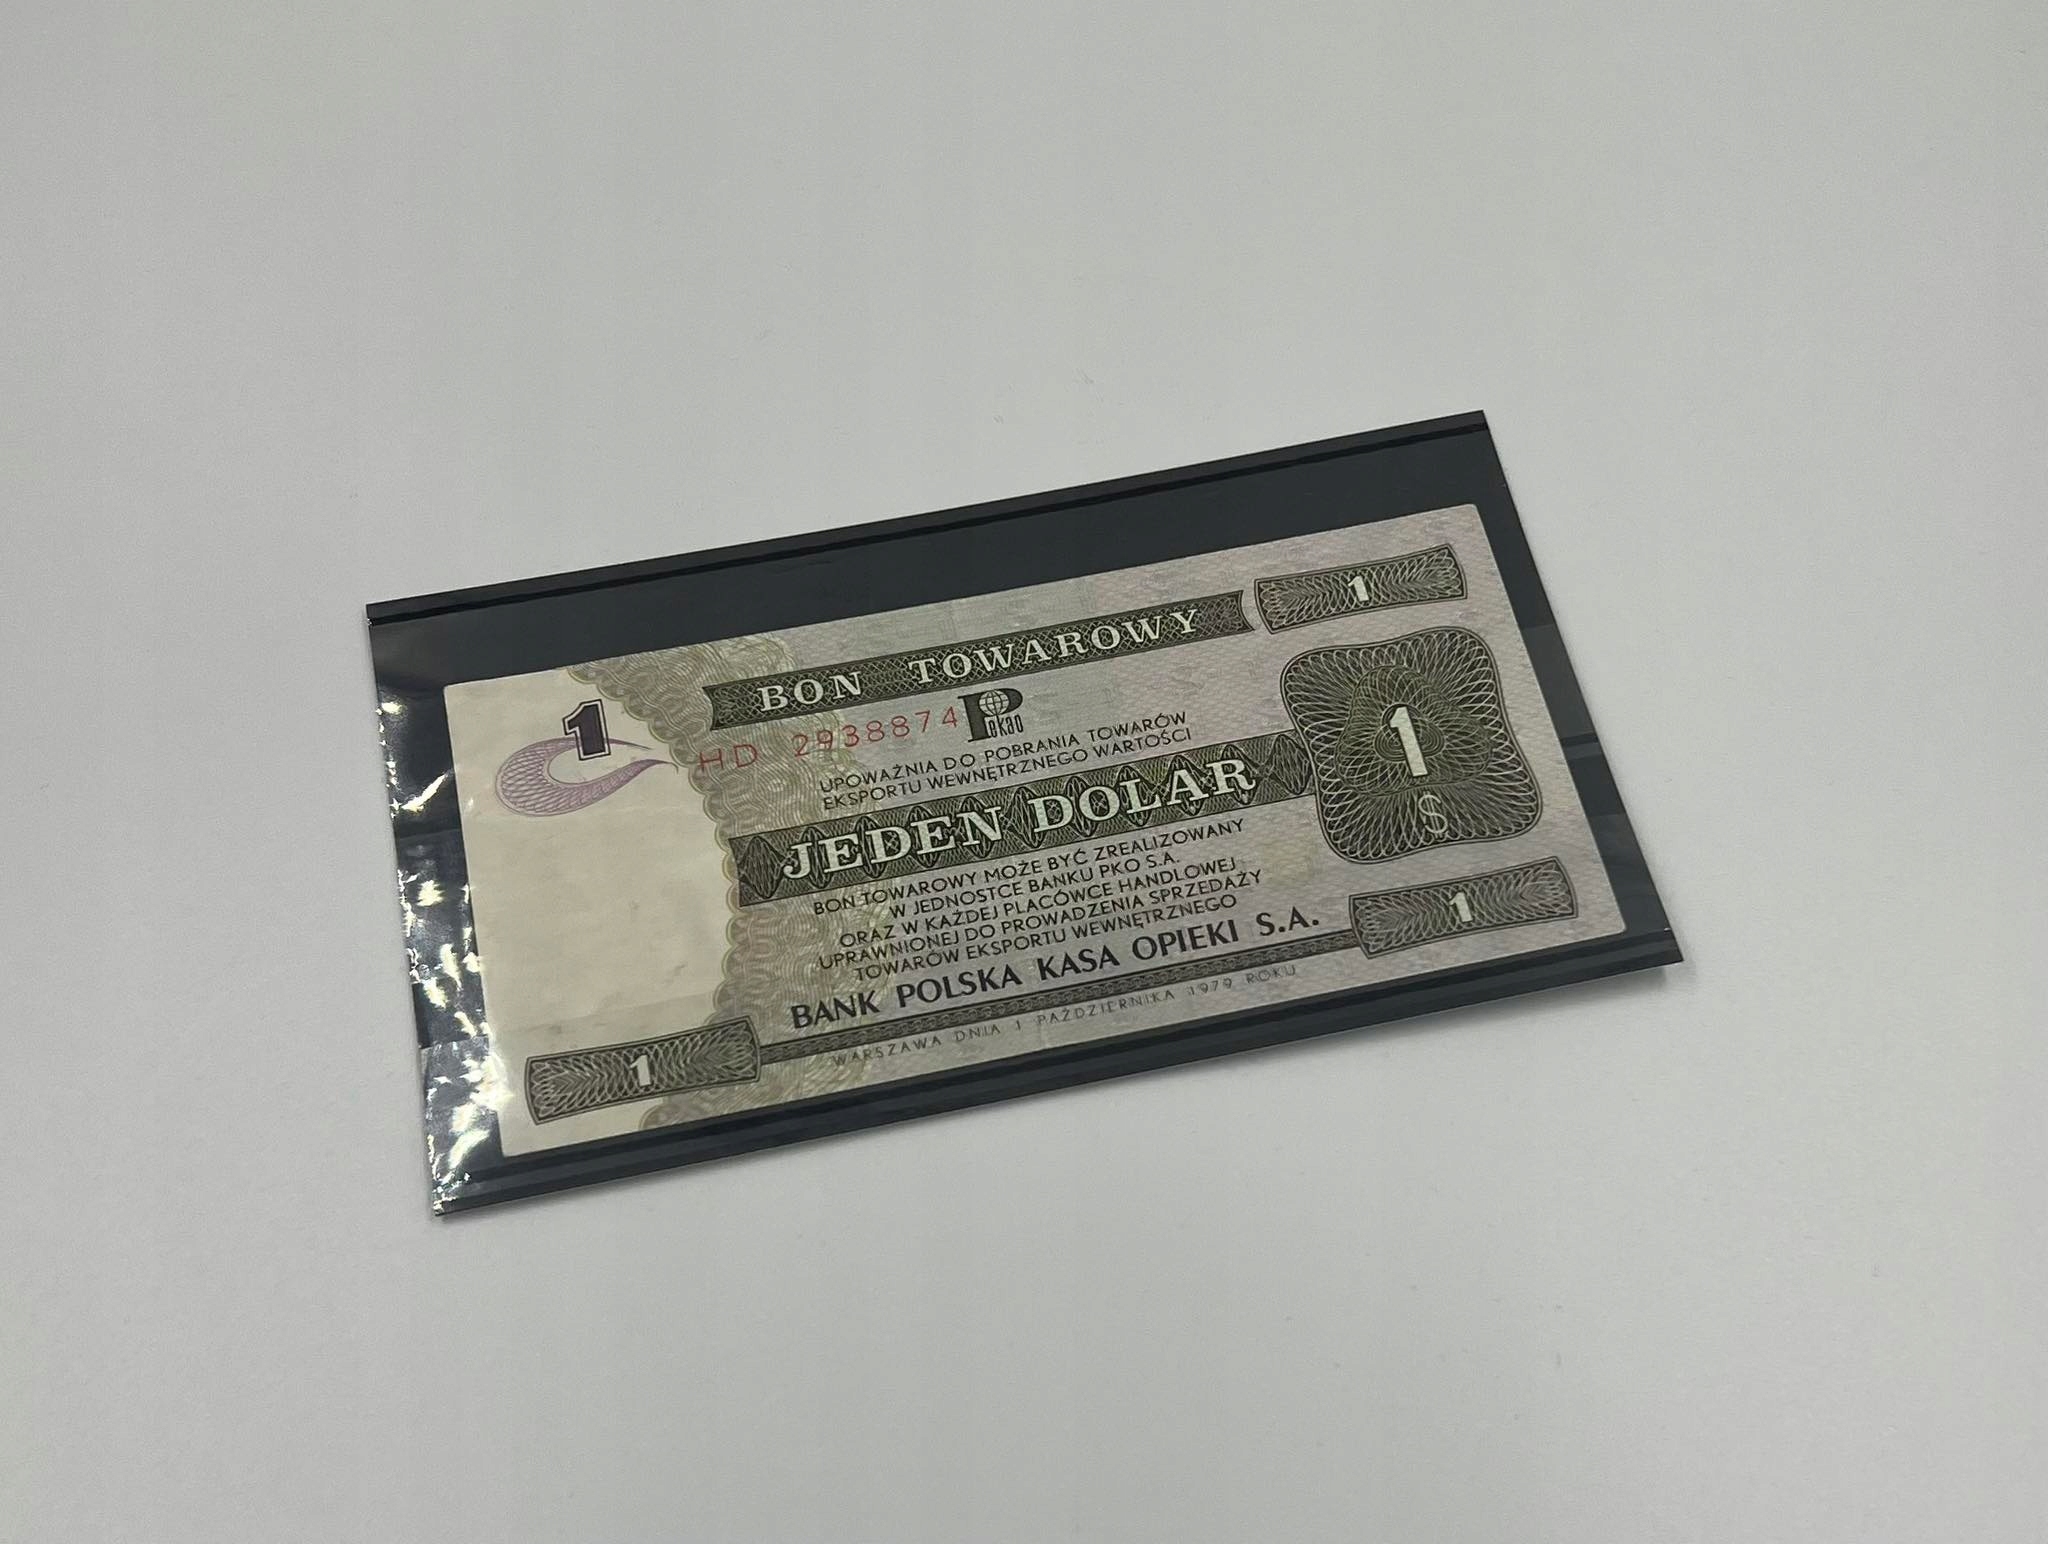 1
BON TOWAROWY
1
HD 2938874
Pekao
UPOWAŻNIA DO POBRANIA TOWARÓW
EKSPORTU WEWNĘTRZNEGO WARTOŚCI
JEDEN DOLAR
1
$
BON TOWAROWY MOŻE BYĆ ZREALIZOWANY
W JEDNOSTCE BANKU PKO S.A.
ORAZ W KAŻDEJ PLACÓWCE HANDLOWEJ
UPRAWNIONEJ DO PROWADZENIA SPRZEDAŻY
TOWARÓW EKSPORTU WEWNĘTRZNEGO
BANK POLSKA KASA OPIEKI S.A.
1
WARSZAWA DNIA 1 PAŹDZIERNIKA 1979 ROKU
1